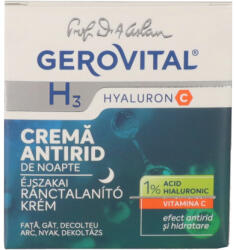 Prof. Dr. A. Aslan
GEROVITAL®
H3 HYALURON C
CREMĂ
ANTIRID
DE NOAPTE
ÉJSZAKAI
RÁNCTALANÍTÓ
KRÉM
FAȚĂ, GÂT, DECOLTEU
ARC, NYAK, DEKOLTÁZS
1% ACID
HIALURONIC
VITAMINA C
efect antirid
și hidratare